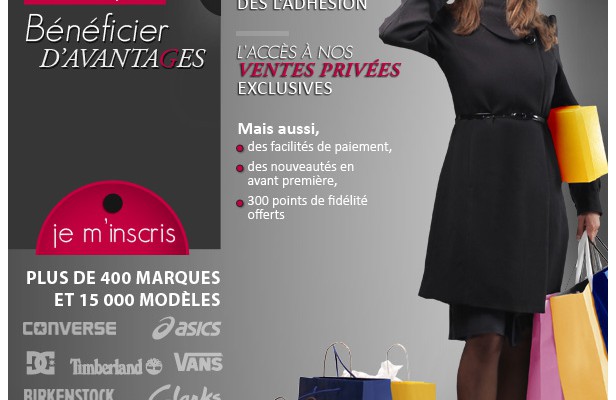 Bénéficier
D'AVANTAGES
DÈS L'ADHÉSION
L'ACCÈS À NOS
VENTES PRIVÉES
EXCLUSIVES
Mais aussi,
des facilités de paiement,
des nouveautés en
avant première,
300 points de fidélité
offerts
je m'inscris
PLUS DE 400 MARQUES
ET 15 000 MODÈLES
CONVERSE asics
DC Timberland VANS
BIRKENSTOCK Clarks